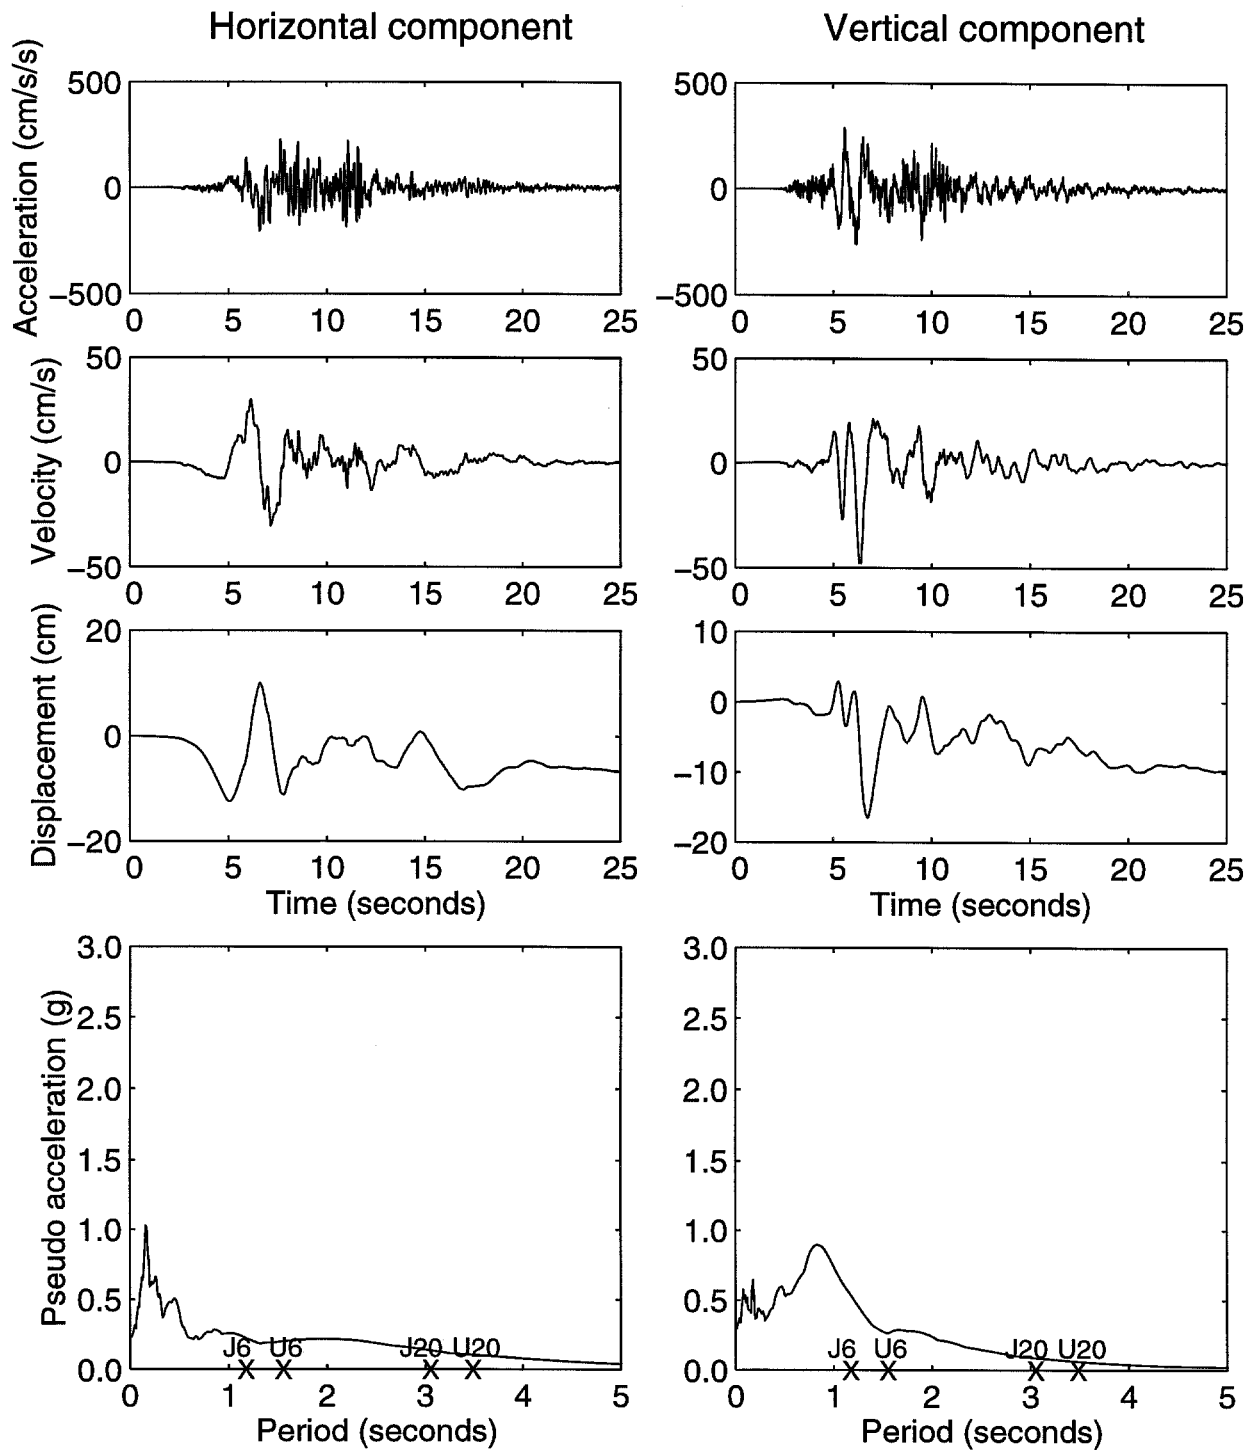 Horizontal component
Vertical component
Acceleration (cm/s/s)
500
0
−500
0 5 10 15 20 25
500
0
−500
0 5 10 15 20 25
Velocity (cm/s)
50
0
−50
0 5 10 15 20 25
50
0
−50
0 5 10 15 20 25
Displacement (cm)
20
0
−20
0 5 10 15 20 25
Time (seconds)
10
0
−10
−20
0 5 10 15 20 25
Time (seconds)
Pseudo acceleration (g)
3.0
2.5
2.0
1.5
1.0
0.5
0.0
J6 U6 J20 U20
0 1 2 3 4 5
Period (seconds)
3.0
2.5
2.0
1.5
1.0
0.5
0.0
J6 U6 J20 U20
0 1 2 3 4 5
Period (seconds)